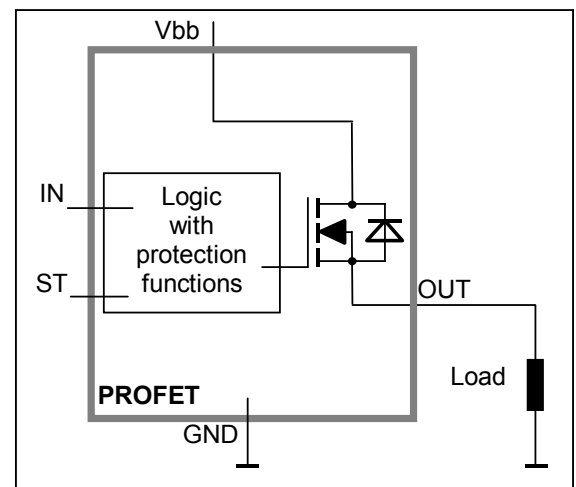 Vbb
IN
Logic
with
protection
functions
ST
OUT
Load
PROFET
GND